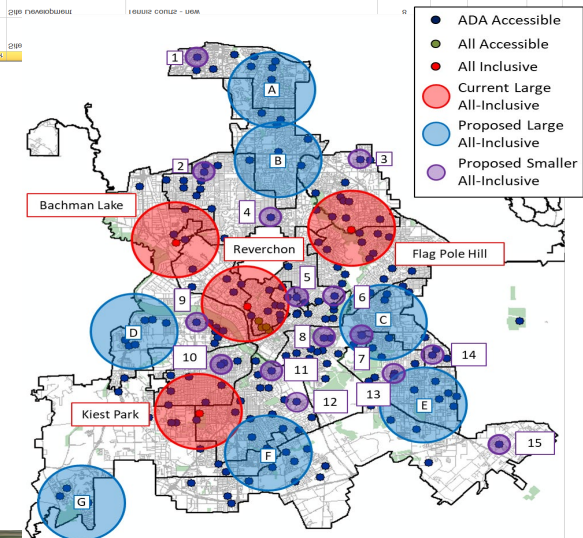 Site Development
Tennis courts - new
8
Site
ADA Accessible
All Accessible
All Inclusive
Current Large
All-Inclusive
Proposed Large
All-Inclusive
Proposed Smaller
All-Inclusive
1
A
B
2
3
4
Bachman Lake
Reverchon
Flag Pole Hill
5
6
9
C
D
8
7
10
14
11
13
E
12
Kiest Park
15
F
G